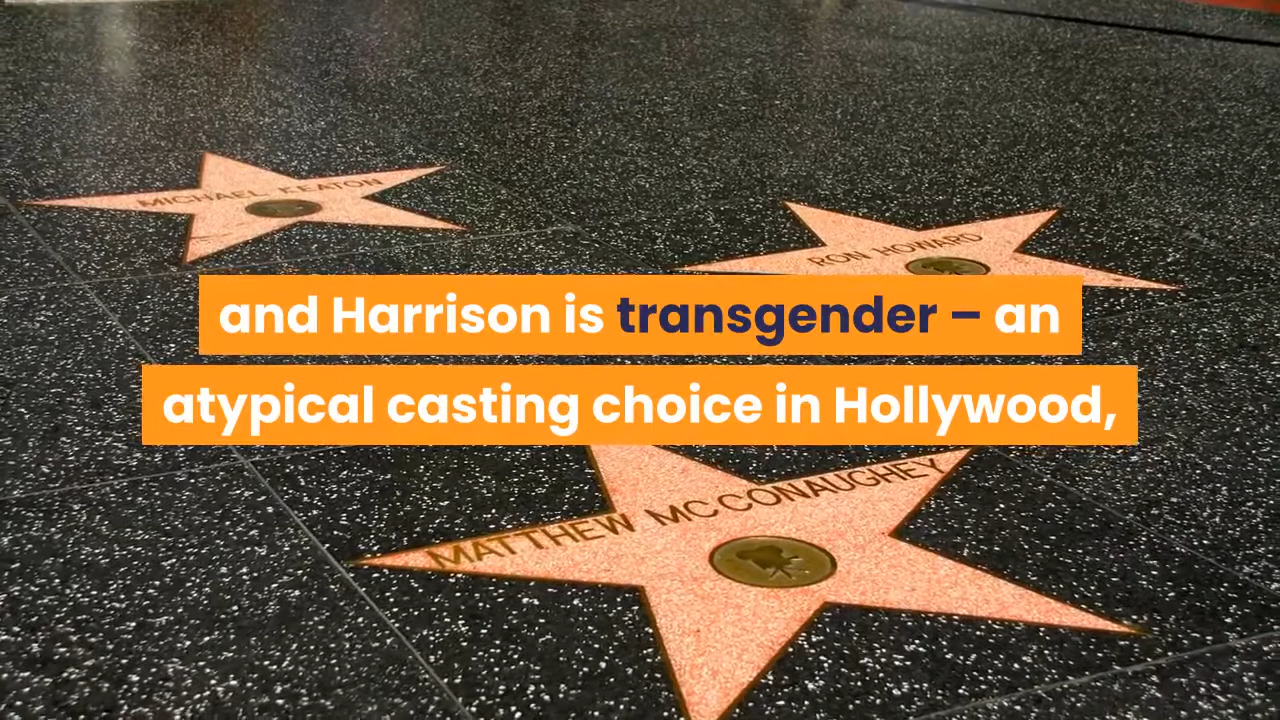 MICHAEL KEATON
RON HOWARD
and Harrison is transgender – an
atypical casting choice in Hollywood,
MATTHEW MCCONAUGHEY